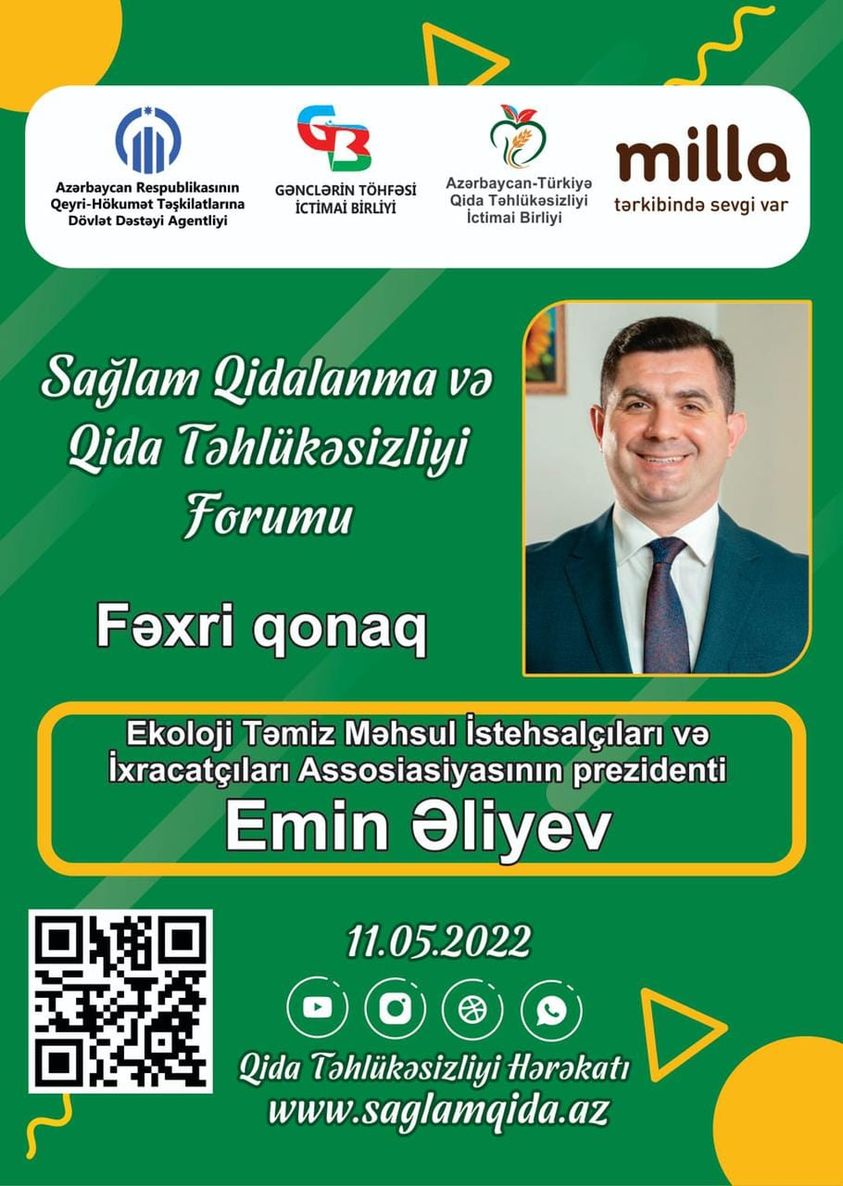 Azərbaycan Respublikasının
Qeyri-Hökumət Təşkilatlarına
Dövlət Dəstəyi Agentliyi
GB
GƏNCLƏRİN TÖHFƏSİ
İCTİMAİ BİRLİYİ
Azərbaycan-Türkiyə
Qida Təhlükəsizliyi
İctimai Birliyi
milla
tərkibində sevgi var
Sağlam Qidalanma və
Qida Təhlükəsizliyi
Forumu
Fəxri qonaq
Ekoloji Təmiz Məhsul İstehsalçıları və
İxracatçıları Assosiasiyasının prezidenti
Emin Əliyev
11.05.2022
Qida Təhlükəsizliyi Hərəkatı
www.saglamqida.az